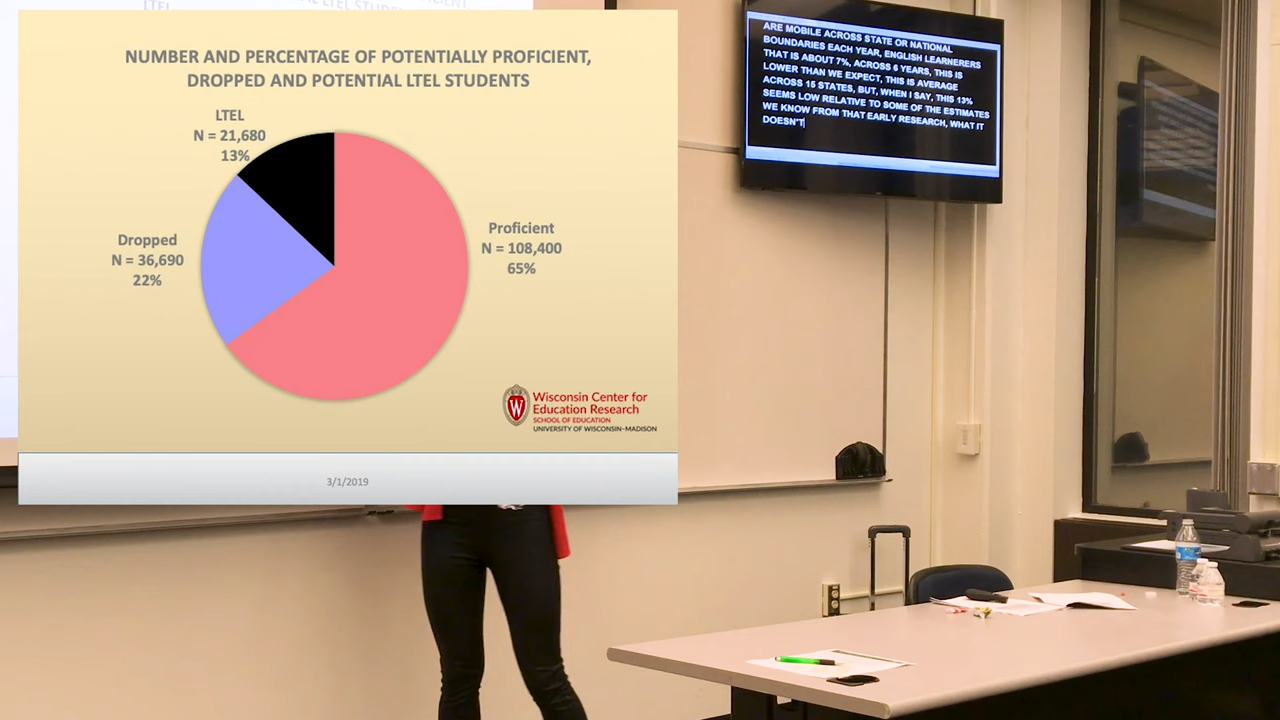 LTEL
NUMBER AND PERCENTAGE OF POTENTIALLY PROFICIENT,
DROPPED AND POTENTIAL LTEL STUDENTS
LTEL
N = 21,680
13%
Dropped
N = 36,690
22%
Proficient
N = 108,400
65%
Wisconsin Center for
Education Research
SCHOOL OF EDUCATION
UNIVERSITY OF WISCONSIN–MADISON
3/1/2019
ARE MOBILE ACROSS STATE OR NATIONAL
BOUNDARIES EACH YEAR, ENGLISH LEARNERERS
THAT IS ABOUT 7%, ACROSS 6 YEARS, THIS IS
LOWER THAN WE EXPECT, THIS IS AVERAGE
ACROSS 15 STATES, BUT, WHEN I SAY, THIS 13%
SEEMS LOW RELATIVE TO SOME OF THE ESTIMATES
WE KNOW FROM THAT EARLY RESEARCH, WHAT IT
DOESN'T